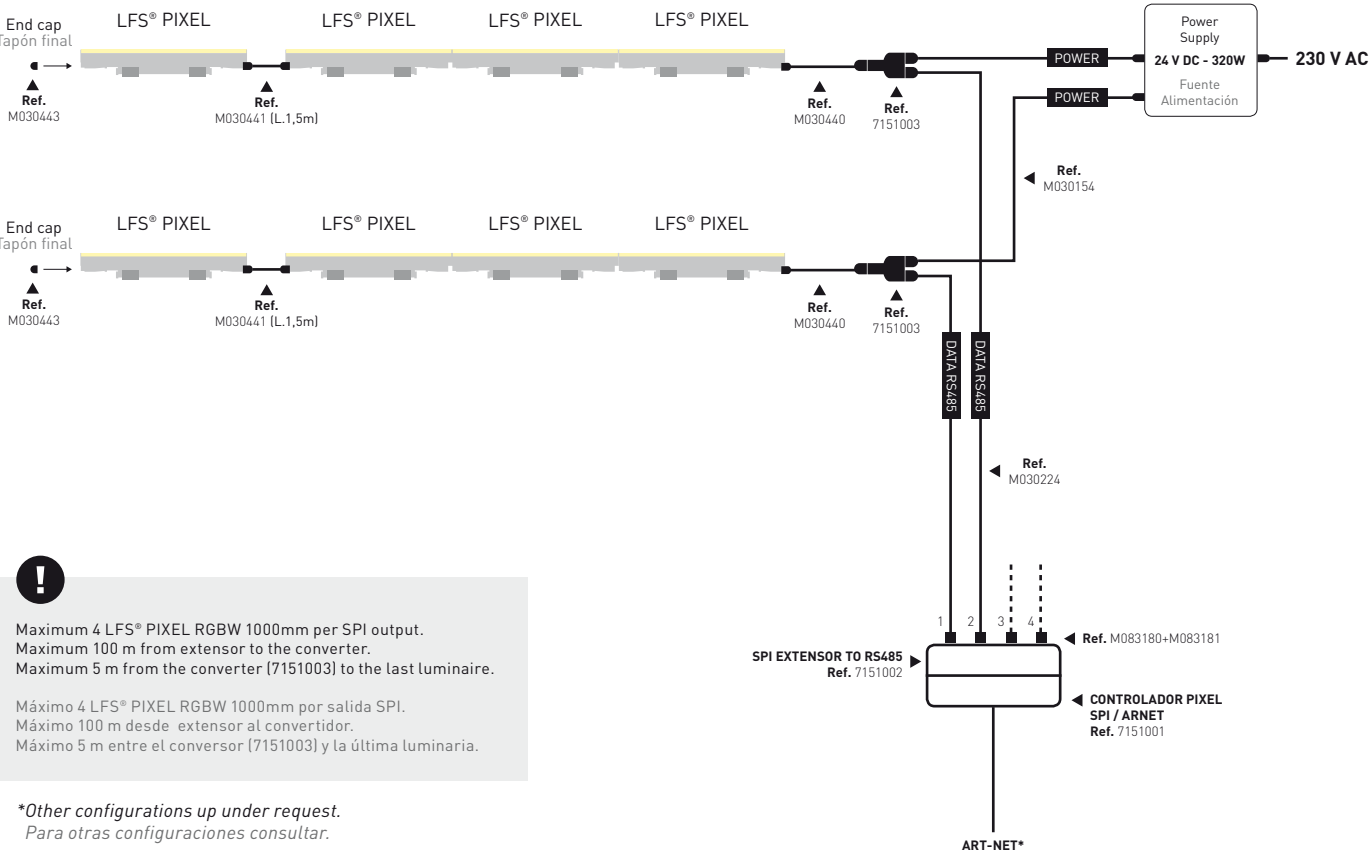 End cap
Tapón final
LFS® PIXEL
LFS® PIXEL
LFS® PIXEL
LFS® PIXEL
Ref.
M030443
Ref.
M030441 (L.1,5m)
Ref.
M030440
Ref.
7151003
POWER
POWER
Power
Supply
24 V DC - 320W
Fuente
Alimentación
230 V AC
Ref.
M030154
End cap
Tapón final
LFS® PIXEL
LFS® PIXEL
LFS® PIXEL
LFS® PIXEL
Ref.
M030443
Ref.
M030441 (L.1,5m)
Ref.
M030440
Ref.
7151003
DATA RS485
DATA RS485
Ref.
M030224
!
Maximum 4 LFS® PIXEL RGBW 1000mm per SPI output.
Maximum 100 m from extensor to the converter.
Maximum 5 m from the converter (7151003) to the last luminaire.
Máximo 4 LFS® PIXEL RGBW 1000mm por salida SPI.
Máximo 100 m desde extensor al convertidor.
Máximo 5 m entre el conversor (7151003) y la última luminaria.
*Other configurations up under request.
Para otras configuraciones consultar.
1 2 3 4
Ref. M083180+M083181
SPI EXTENSOR TO RS485
Ref. 7151002
CONTROLADOR PIXEL
SPI / ARNET
Ref. 7151001
ART-NET*